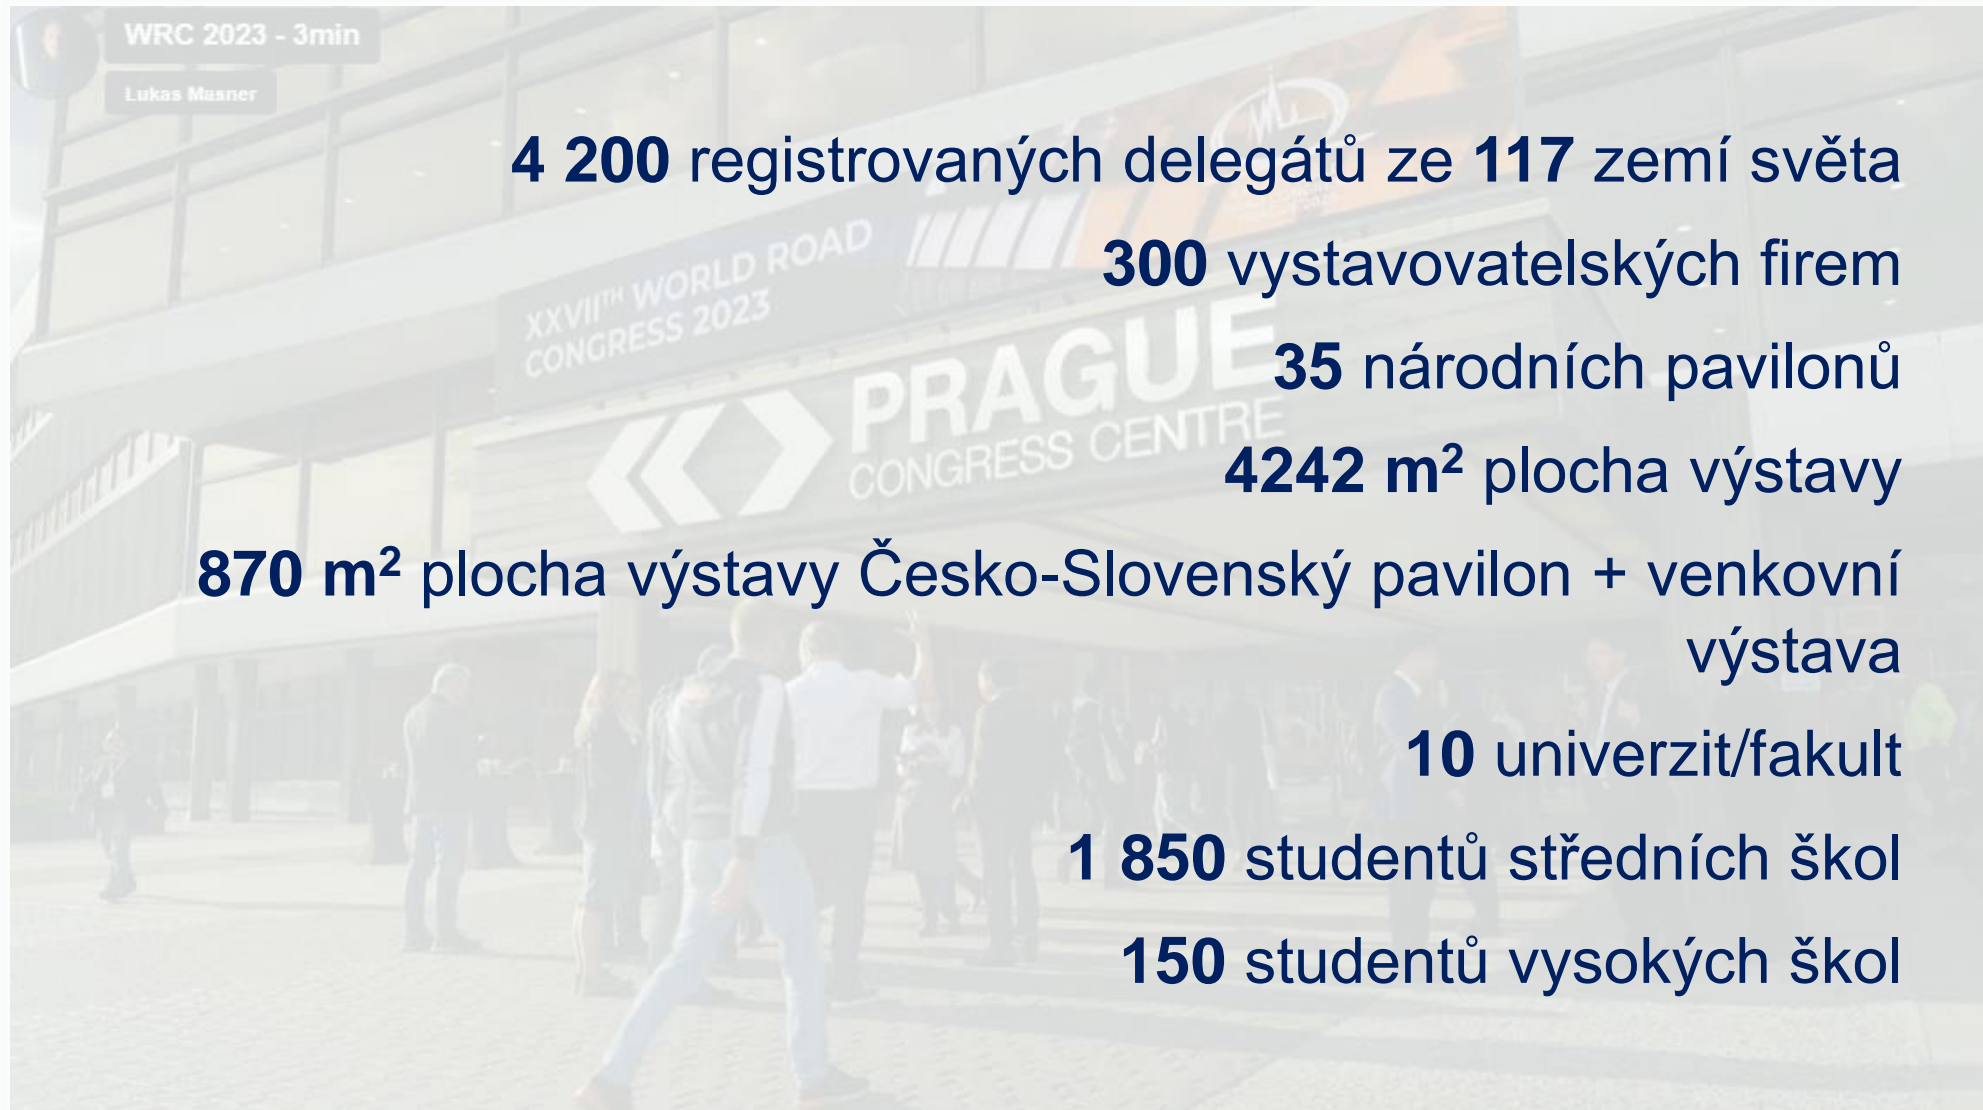 WRC 2023 - 3min
Lukas Masner
4 200 registrovaných delegátů ze 117 zemí světa
300 vystavovatelských firem
XXVIITH WORLD ROAD
CONGRESS 2023
35 národních pavilonů
PRAGUE
CONGRESS CENTRE
4242 m² plocha výstavy
870 m² plocha výstavy Česko-Slovenský pavilon + venkovní
výstava
10 univerzit/fakult
1 850 studentů středních škol
150 studentů vysokých škol